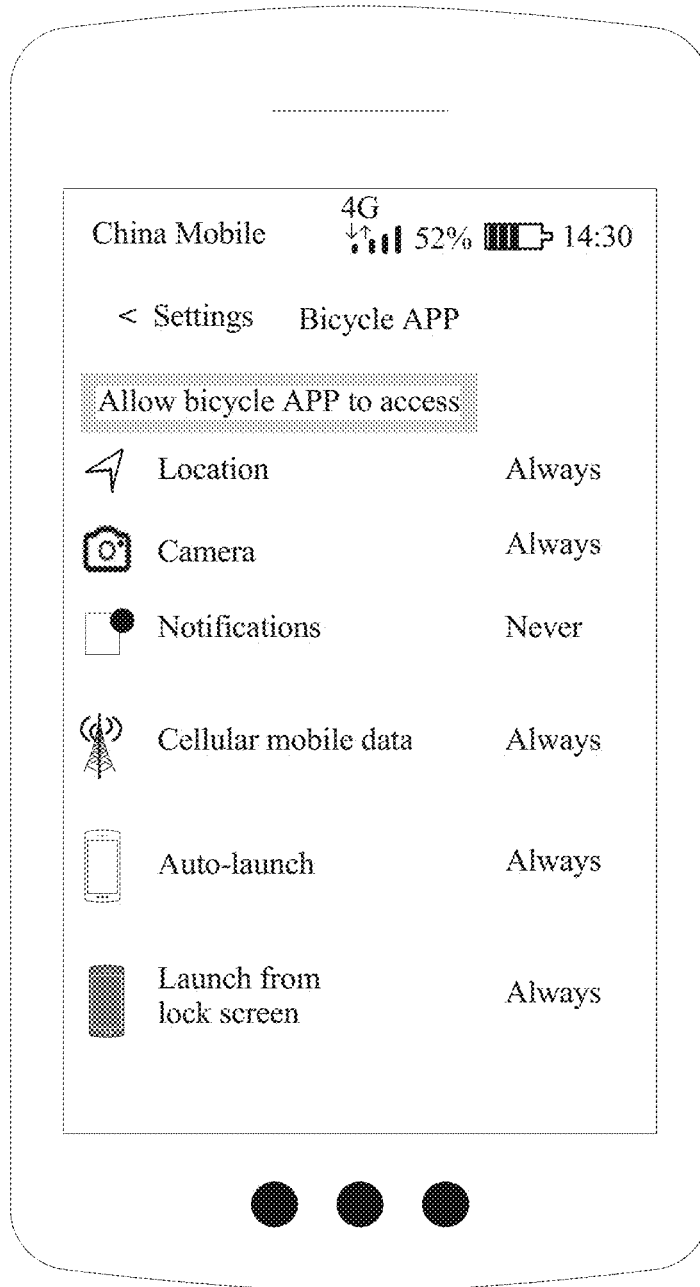 4G
China Mobile 52% 14:30
< Settings Bicycle APP
Allow bicycle APP to access
Location Always
Camera Always
Notifications Never
Cellular mobile data Always
Auto-launch Always
Launch from
lock screen Always